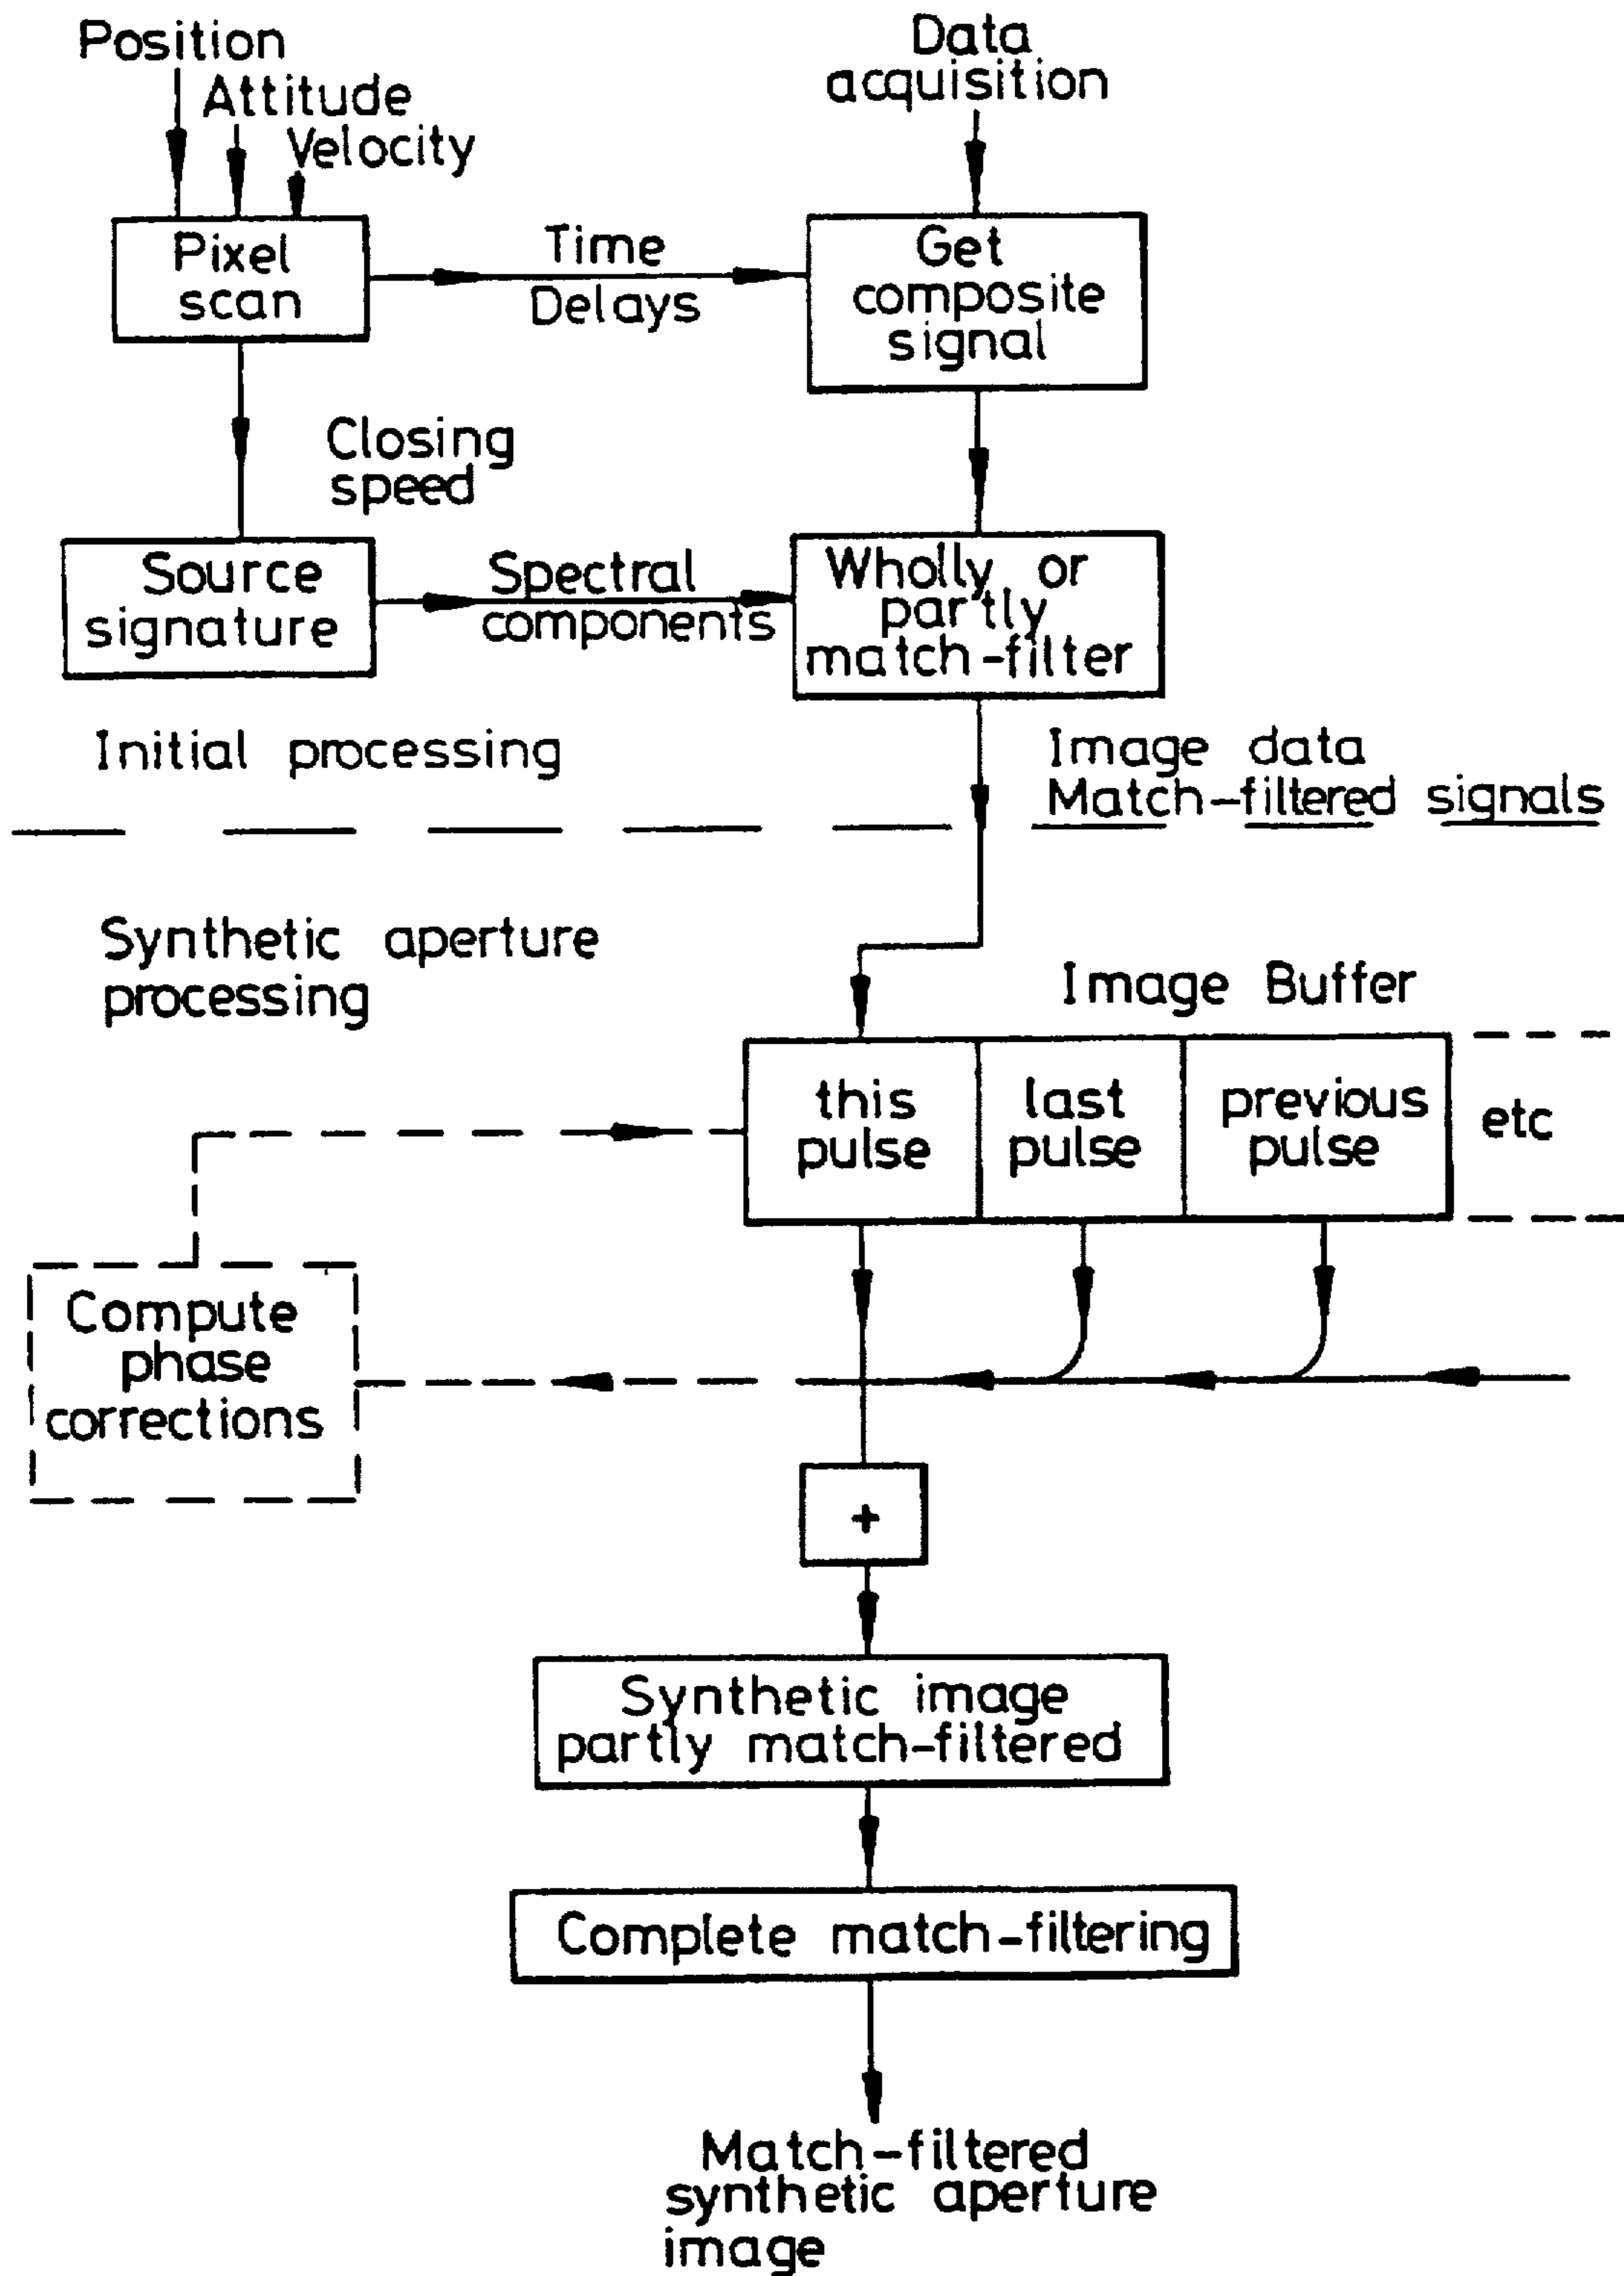 Position
Attitude
Velocity
Data
acquisition
Pixel
scan
Time
Delays
Get
composite
signal
Closing
speed
Source
signature
Spectral
components
Wholly or
partly
match-filter
Initial processing
Image data
Match-filtered signals
Synthetic aperture
processing
Image Buffer
this
pulse
last
pulse
previous
pulse
etc
Compute
phase
corrections
+
Synthetic image
partly match-filtered
Complete match-filtering
Match-filtered
synthetic aperture
image